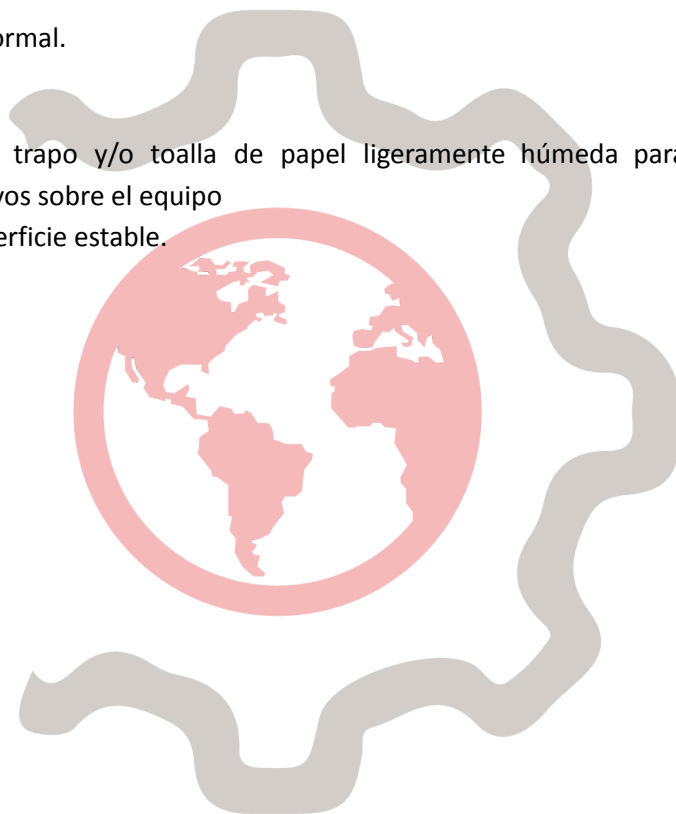 ormal.
trapo y/o toalla de papel ligeramente húmeda para
vos sobre el equipo
erficie estable.